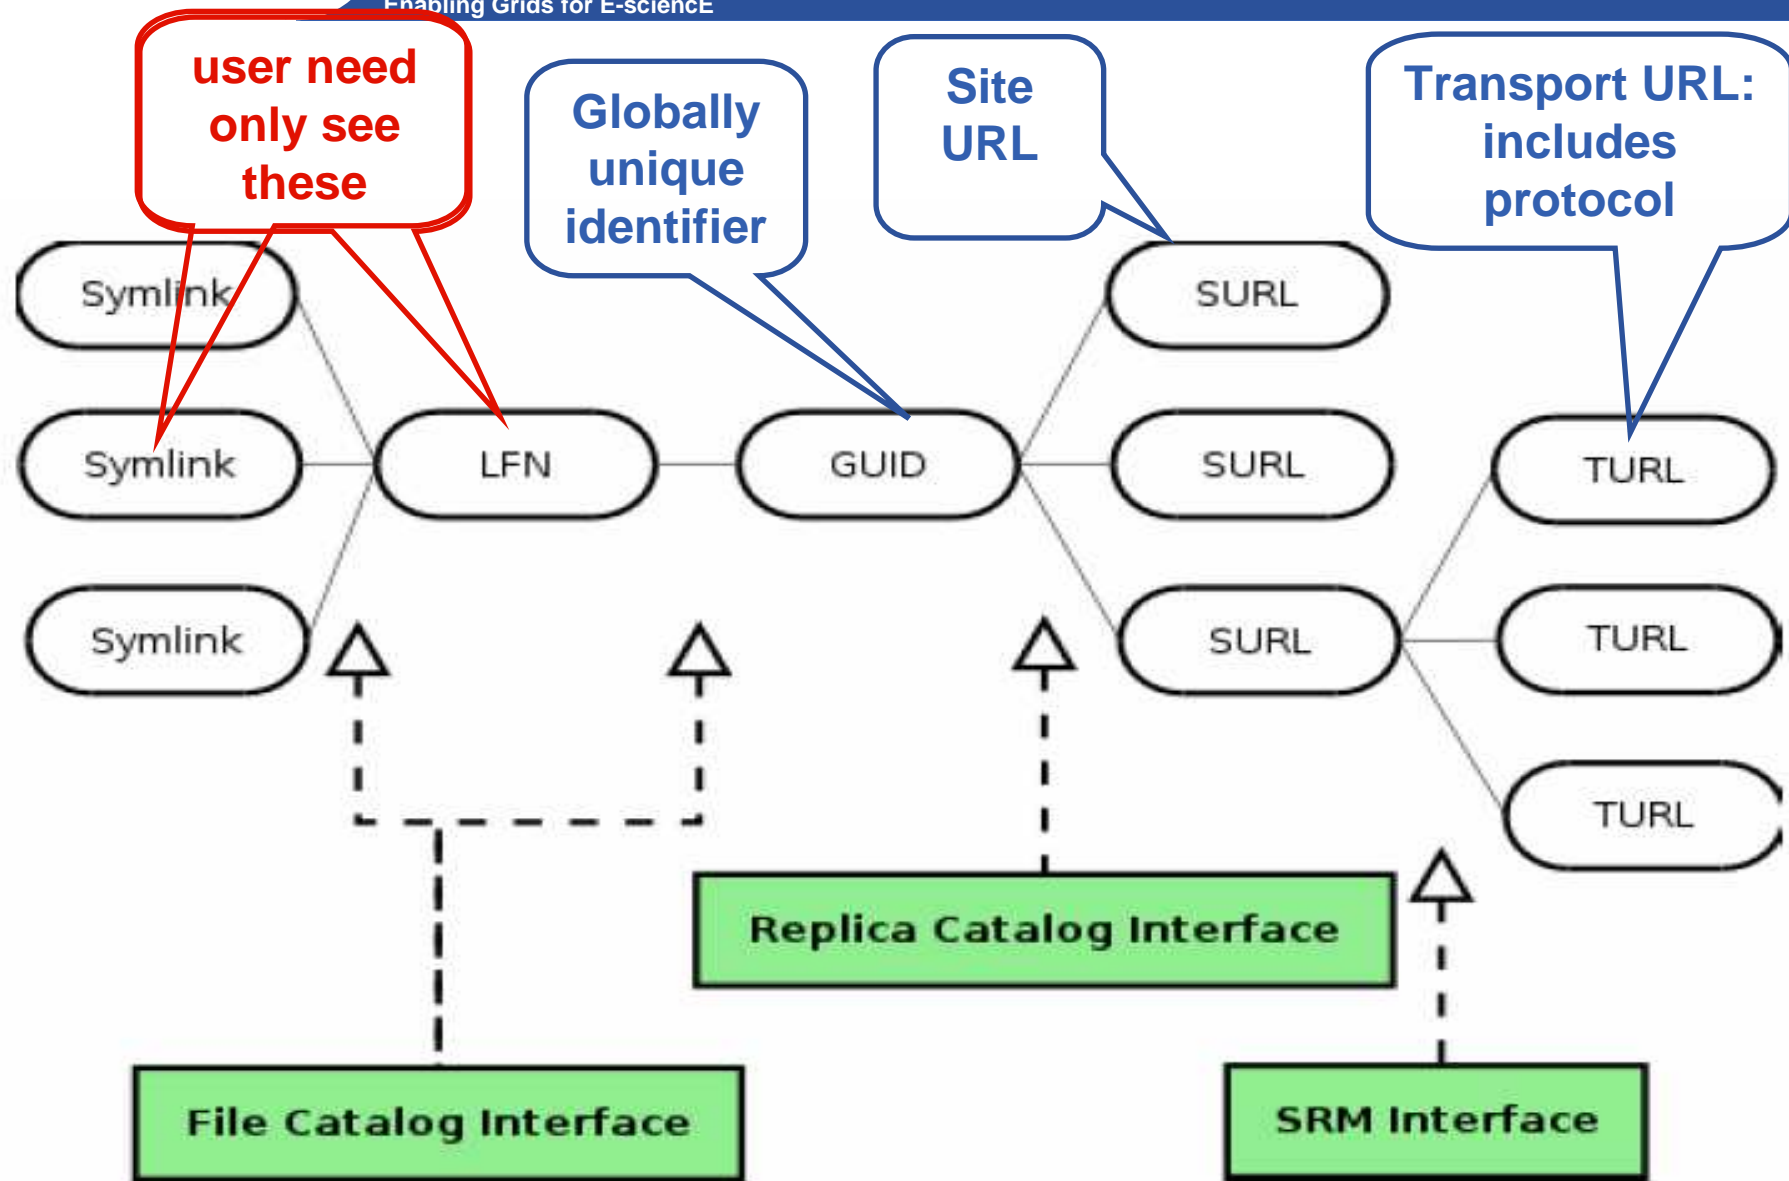 Enabling Grids for E-sciencE
user need
only see
these
Globally
unique
identifier
Site
URL
Transport URL:
includes
protocol
Symlink
SURL
Symlink
LFN
GUID
SURL
TURL
Symlink
SURL
TURL
TURL
Replica Catalog Interface
File Catalog Interface
SRM Interface